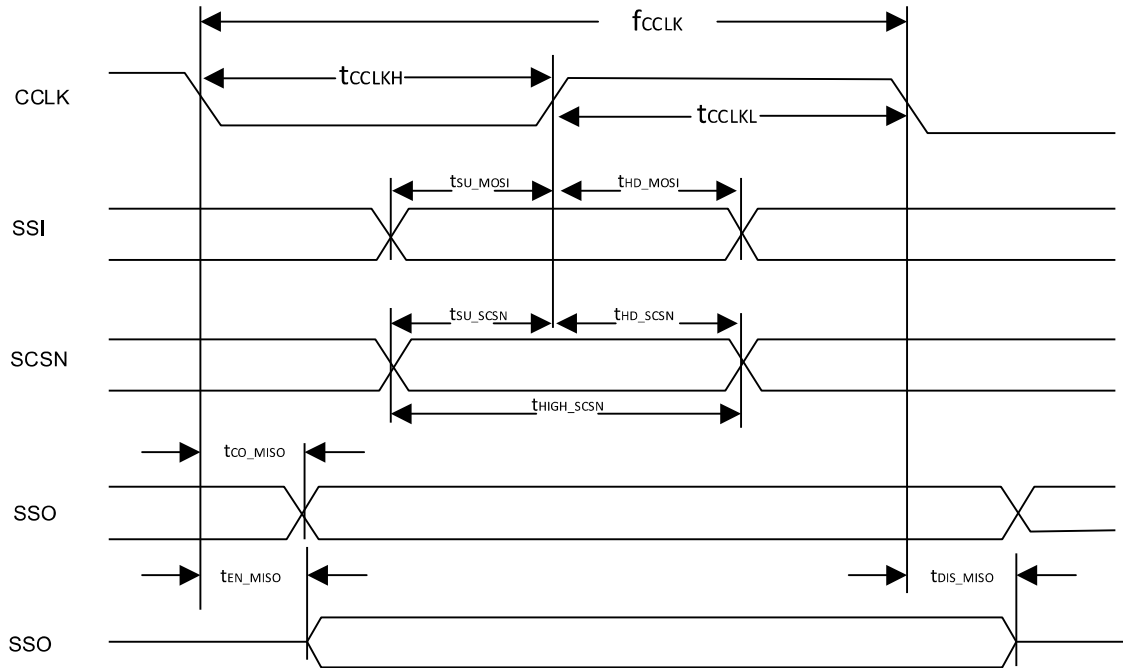 fCCLK
tCCLKH
CCLK
tCCLKL
tSU_MOSI
tHD_MOSI
SSI
tSU_SCSN
tHD_SCSN
SCSN
tHIGH_SCSN
tCO_MISO
SSO
tEN_MISO
tDIS_MISO
SSO